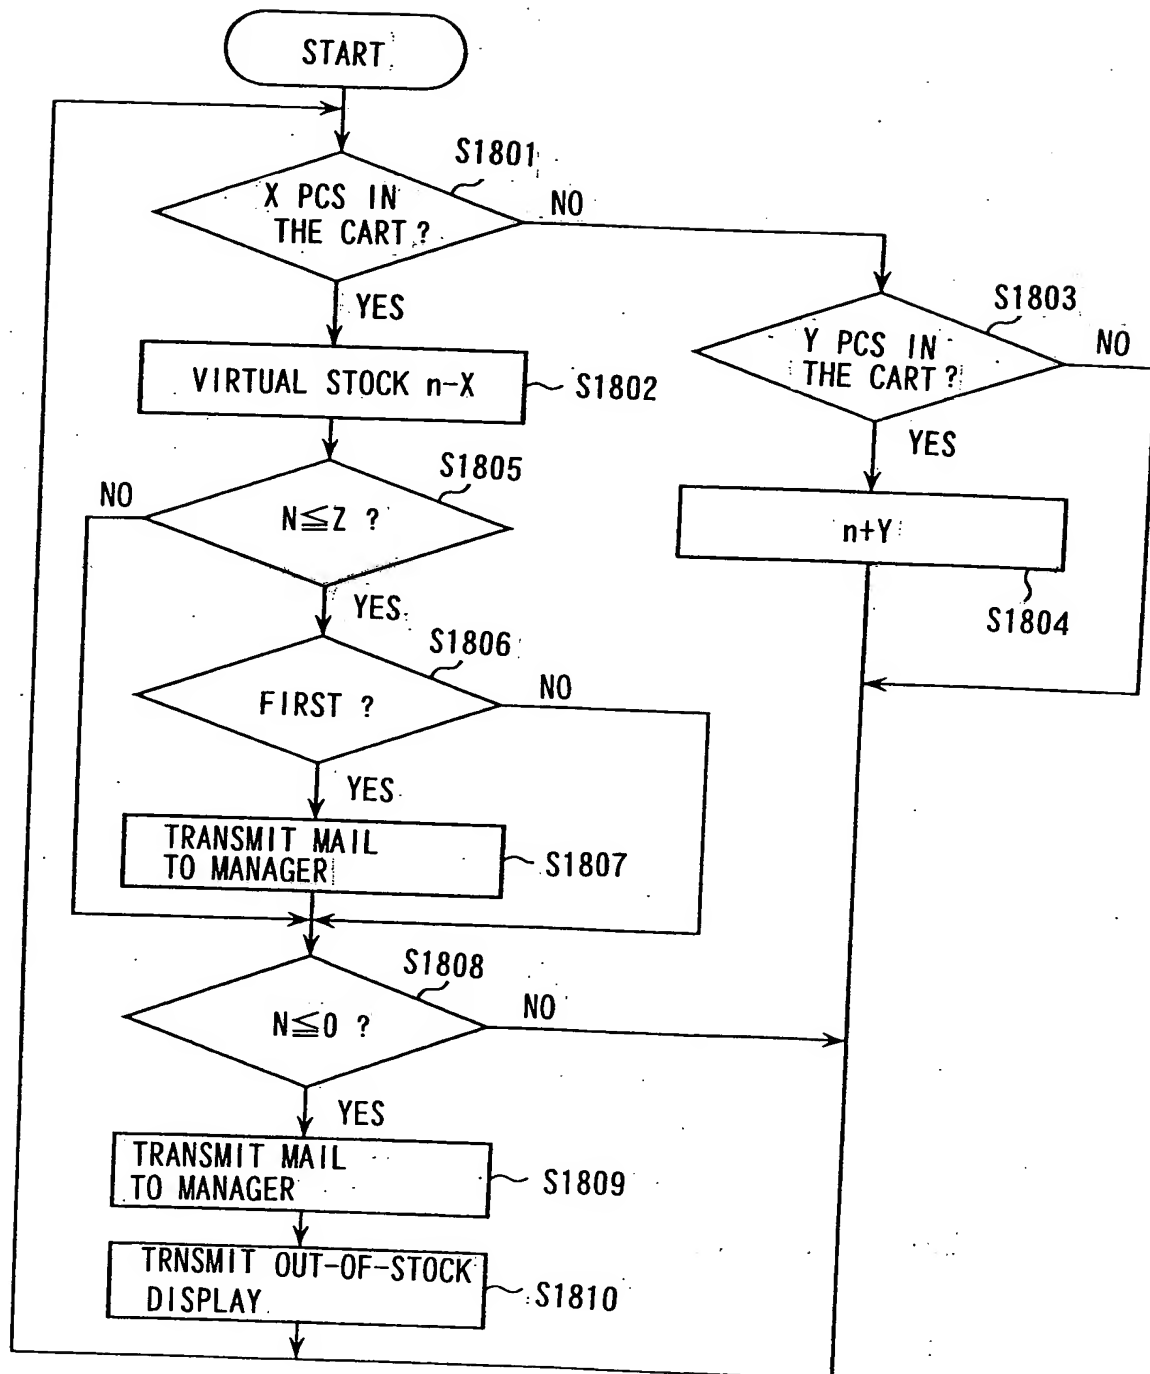 START
S1801
X PCS IN
THE CART?
NO
YES
S1803
Y PCS IN
THE CART?
NO
YES
VIRTUAL STOCK n-X
S1802
S1805
NO
N≦Z ?
YES
n+Y
S1804
S1806
FIRST ?
NO
YES
TRANSMIT MAIL
TO MANAGER
S1807
S1808
N≦0 ?
NO
YES
TRANSMIT MAIL
TO MANAGER
S1809
TRNSMIT OUT-OF-STOCK
DISPLAY
S1810